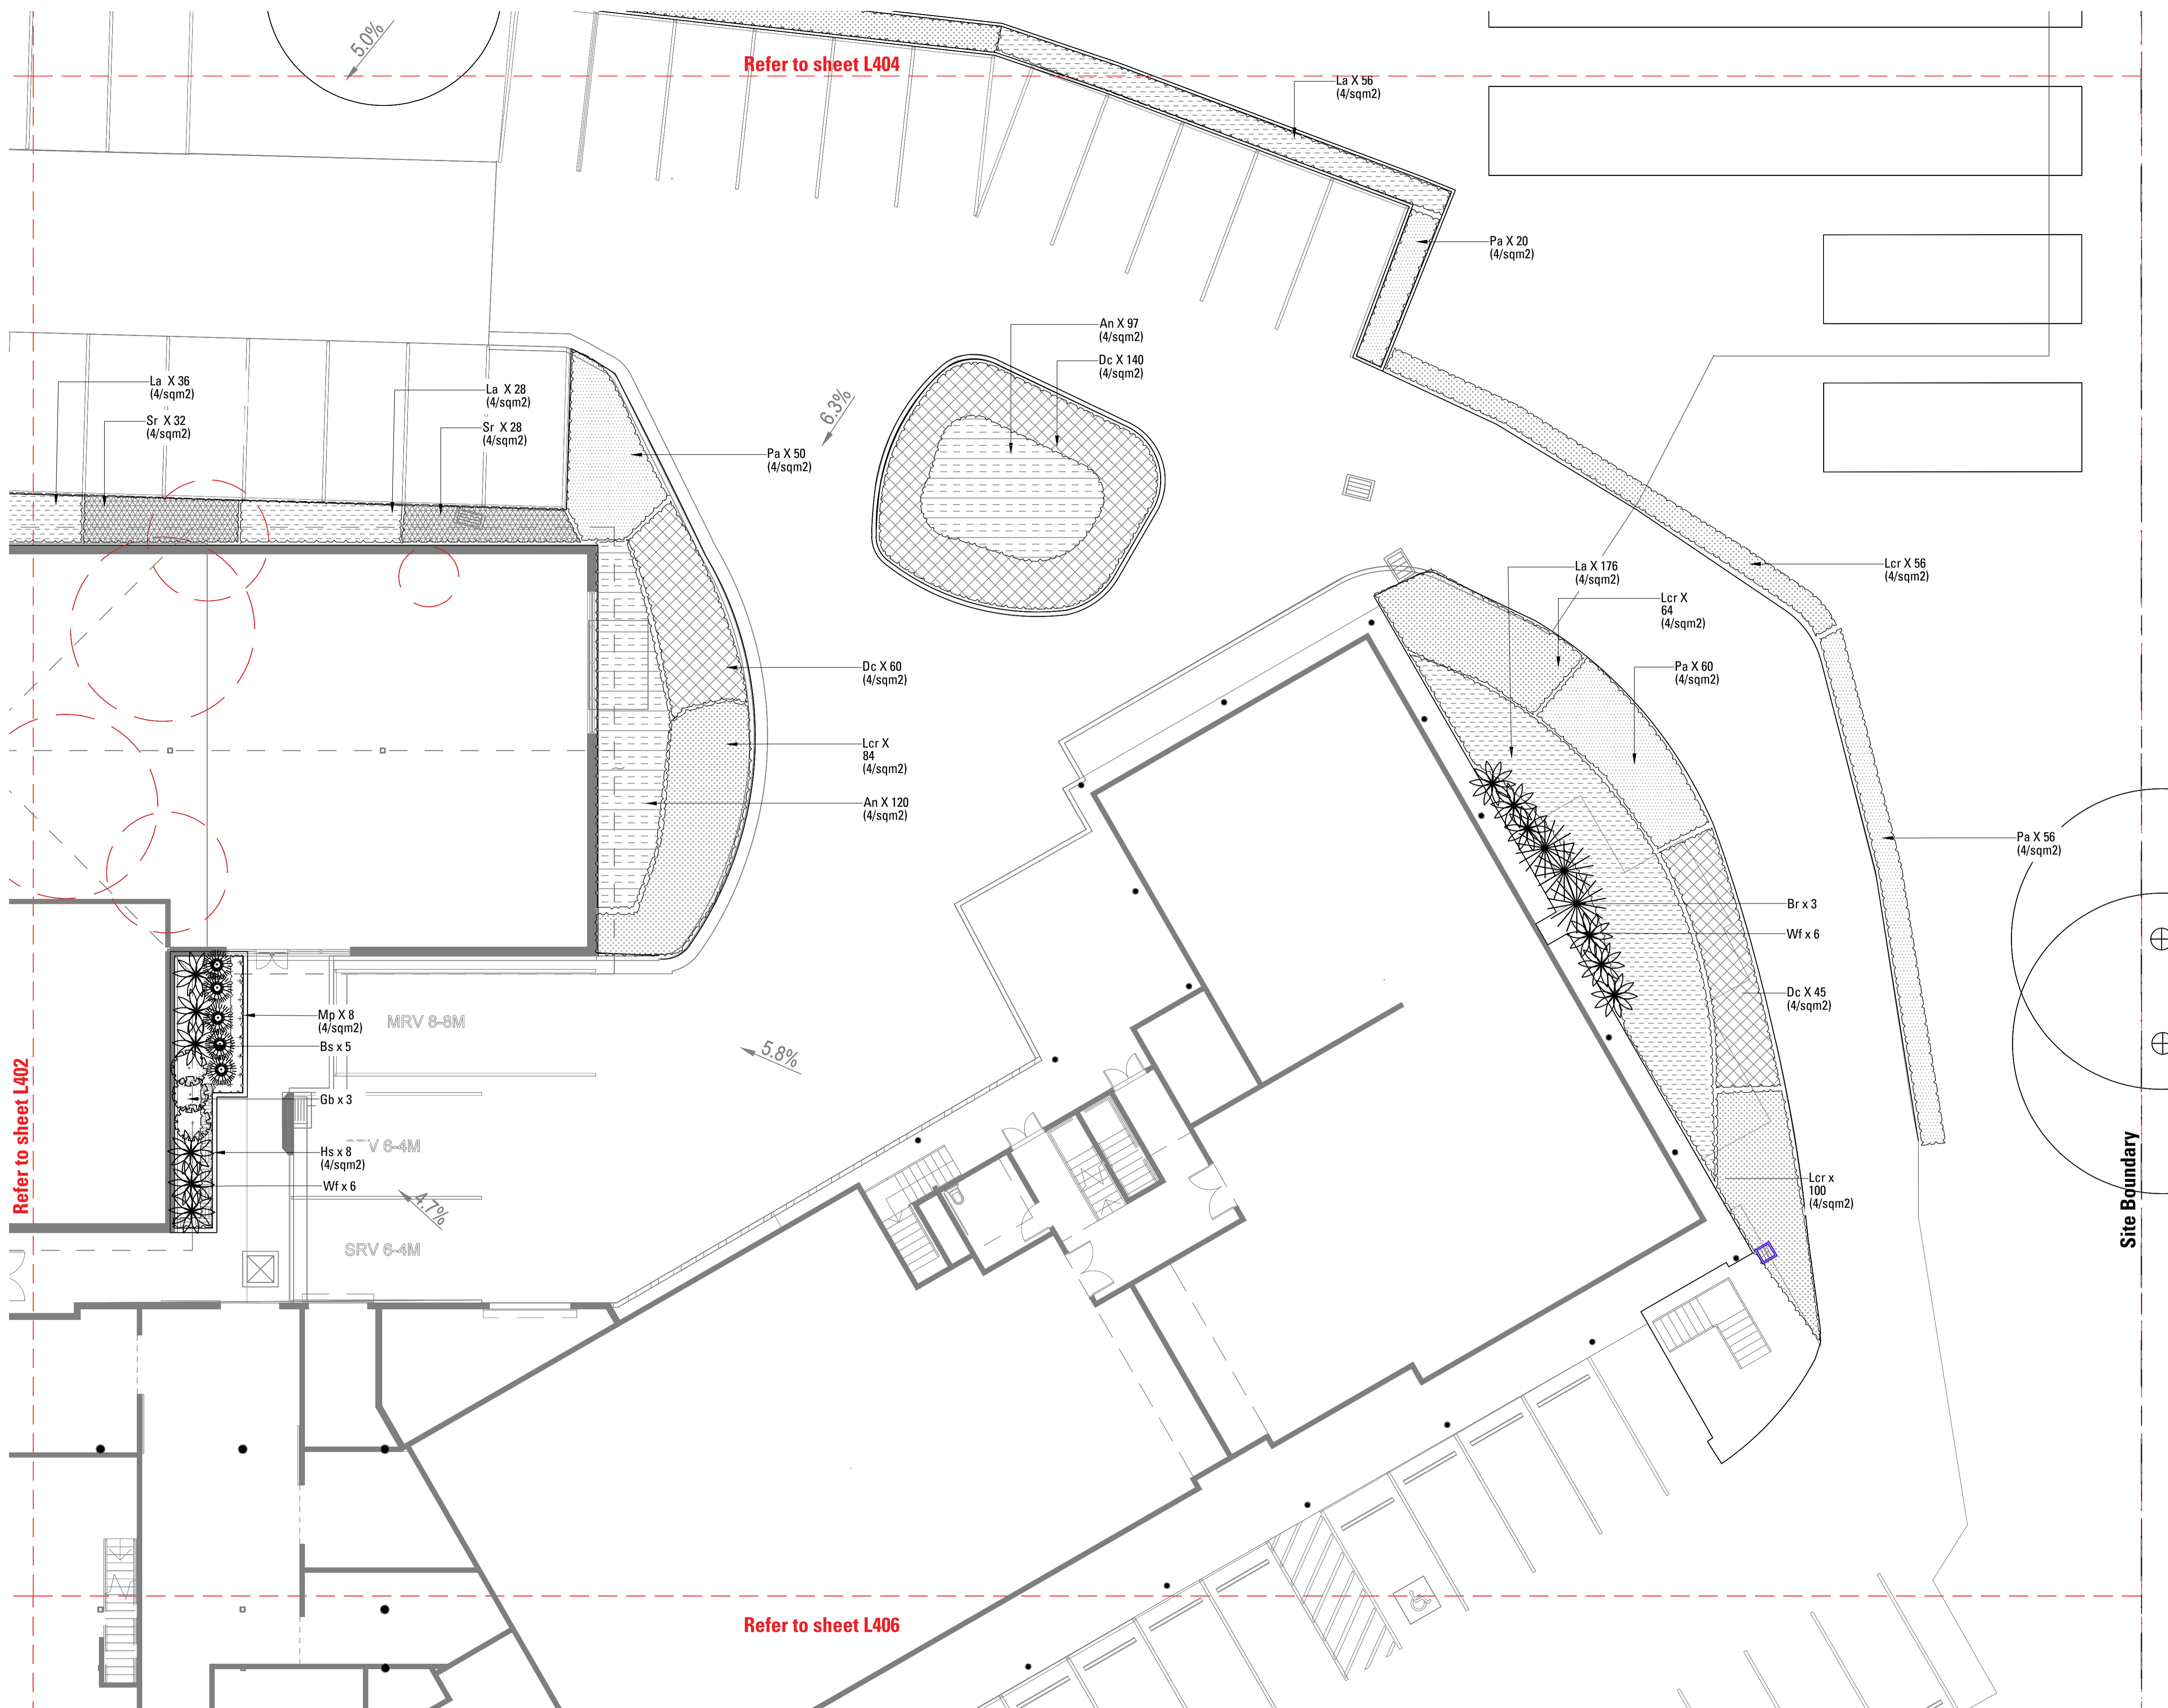 5.0%
Refer to sheet L404
La X 56
(4/sqm2)
Pa X 20
(4/sqm2)
An X 97
(4/sqm2)
Dc X 140
(4/sqm2)
La X 36
(4/sqm2)
Sr X 32
(4/sqm2)
La X 28
(4/sqm2)
Sr X 28
(4/sqm2)
6.3%
Pa X 50
(4/sqm2)
La X 176
(4/sqm2)
Lcr X 56
(4/sqm2)
Lcr X
64
(4/sqm2)
Dc X 60
(4/sqm2)
Pa X 60
(4/sqm2)
Lcr X
84
(4/sqm2)
An X 120
(4/sqm2)
Pa X 56
(4/sqm2)
Br x 3
Wf x 6
Dc X 45
(4/sqm2)
Mp X 8
(4/sqm2)
MRV 8-8M
Bs x 5
5.8%
Gb x 3
Hs x 8
(4/sqm2)
V 6-4M
Wf x 6
4.7%
SRV 6-4M
Lcr x
100
(4/sqm2)
Refer to sheet L402
Site Boundary
Refer to sheet L406